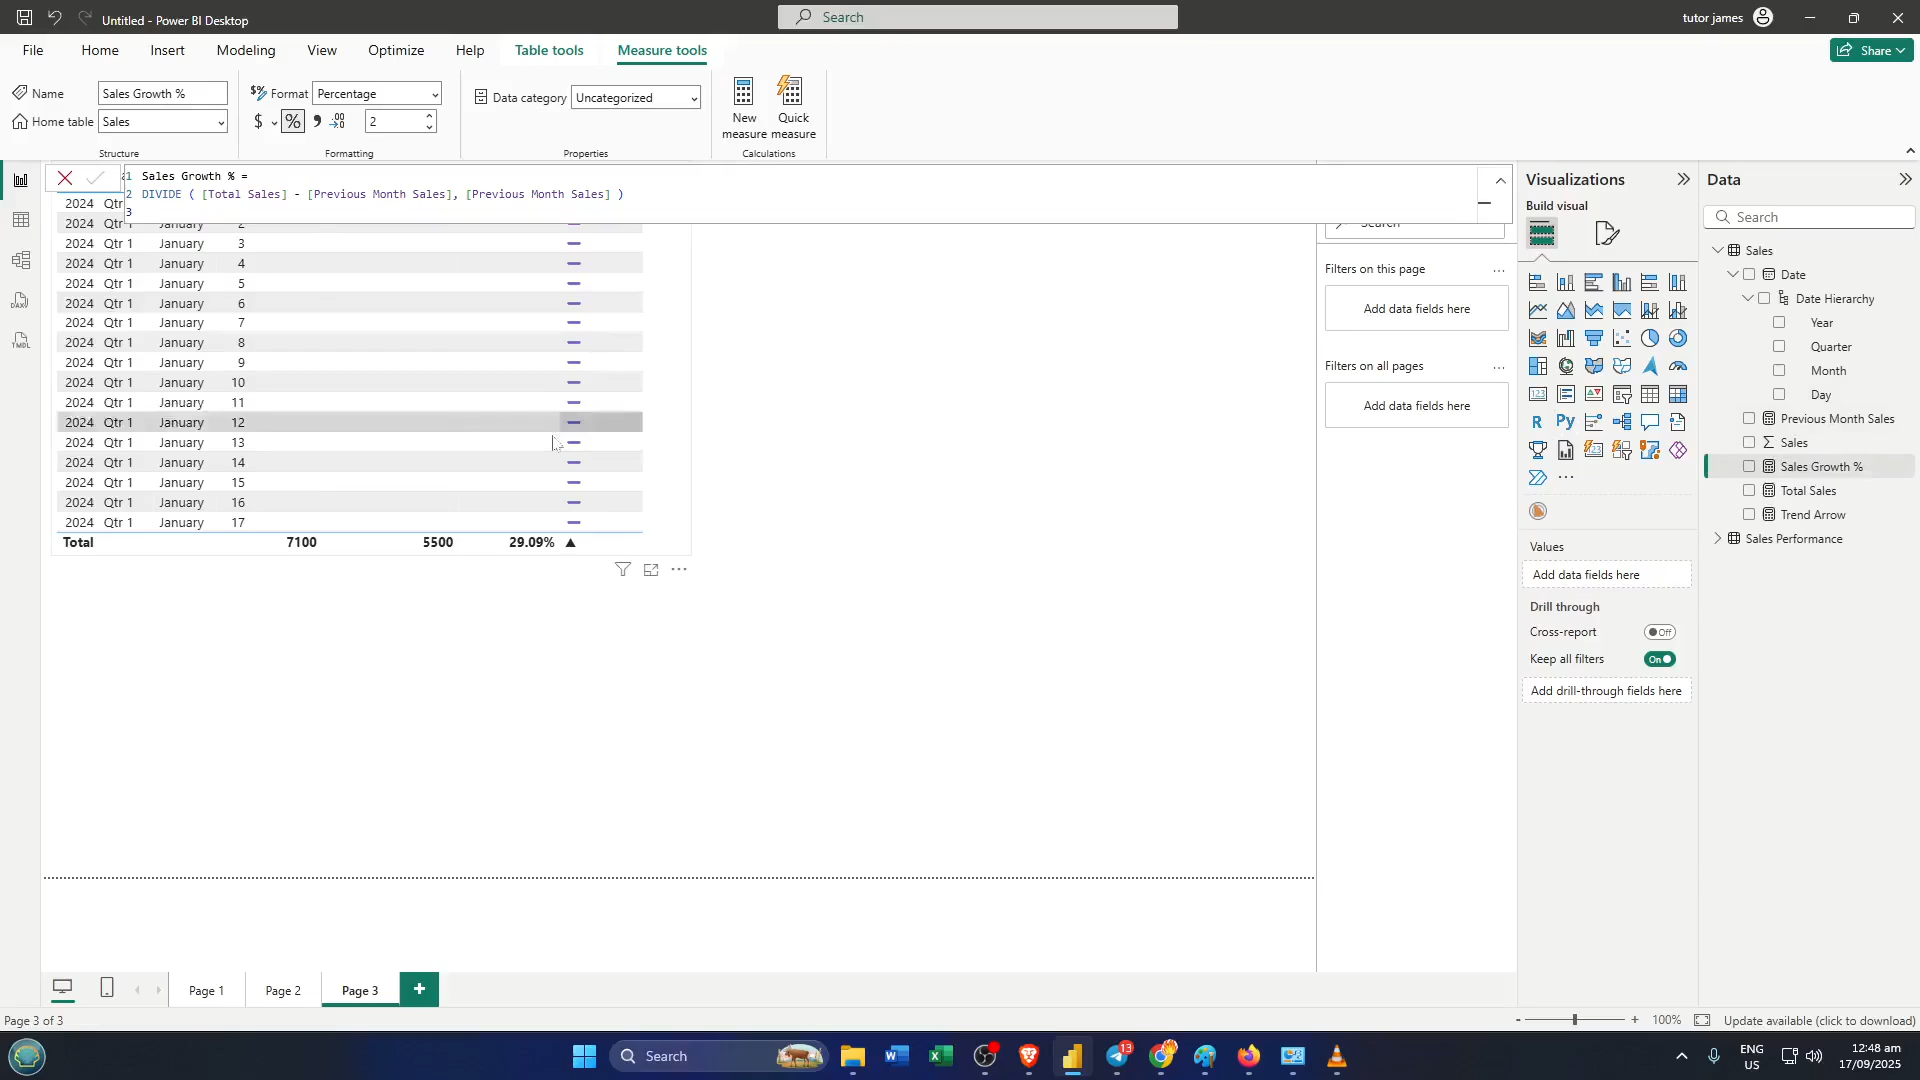 Untitled - Power BI Desktop
Search
tutor james
File
Home
Insert
Modeling
View
Optimize
Help
Table tools
Measure tools
Share
Name
Sales Growth %
Home table
Sales
Structure
Format
Percentage
$
%
2
Formatting
Data category
Uncategorized
Properties
New measure
Quick measure
Calculations
1 Sales Growth % =
2 DIVIDE ( [Total Sales] - [Previous Month Sales], [Previous Month Sales] )
3
2024 Qtr
2024 Qtr 1 January 2
2024 Qtr 1 January 3
2024 Qtr 1 January 4
2024 Qtr 1 January 5
2024 Qtr 1 January 6
2024 Qtr 1 January 7
2024 Qtr 1 January 8
2024 Qtr 1 January 9
2024 Qtr 1 January 10
2024 Qtr 1 January 11
2024 Qtr 1 January 12
2024 Qtr 1 January 13
2024 Qtr 1 January 14
2024 Qtr 1 January 15
2024 Qtr 1 January 16
2024 Qtr 1 January 17
Total 7100 5500 29.09% ▲
Filters on this page
Add data fields here
Filters on all pages
Add data fields here
Visualizations
Build visual
Values
Add data fields here
Drill through
Cross-report
Off
Keep all filters
On
Add drill-through fields here
Data
Search
Sales
Date
Date Hierarchy
Year
Quarter
Month
Day
Previous Month Sales
Sales
Sales Growth %
Total Sales
Trend Arrow
Sales Performance
Page 1
Page 2
Page 3
Page 3 of 3
100%
Update available (click to download)
Search
13
ENG
US
12:48 am
17/09/2025